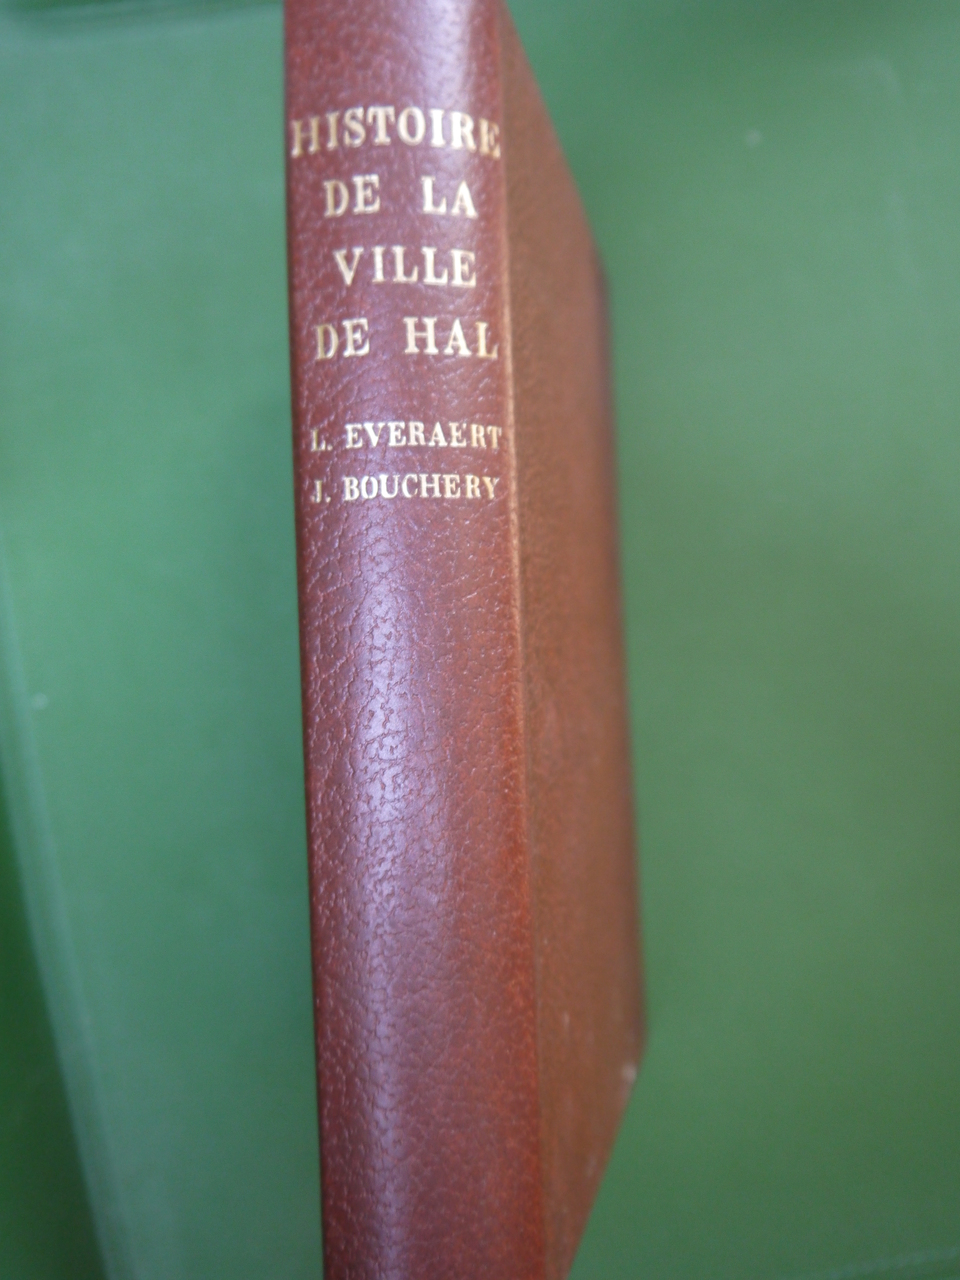 HISTOIRE
DE LA
VILLE
DE HAL
L. EVERAERT
J. BOUCHERY